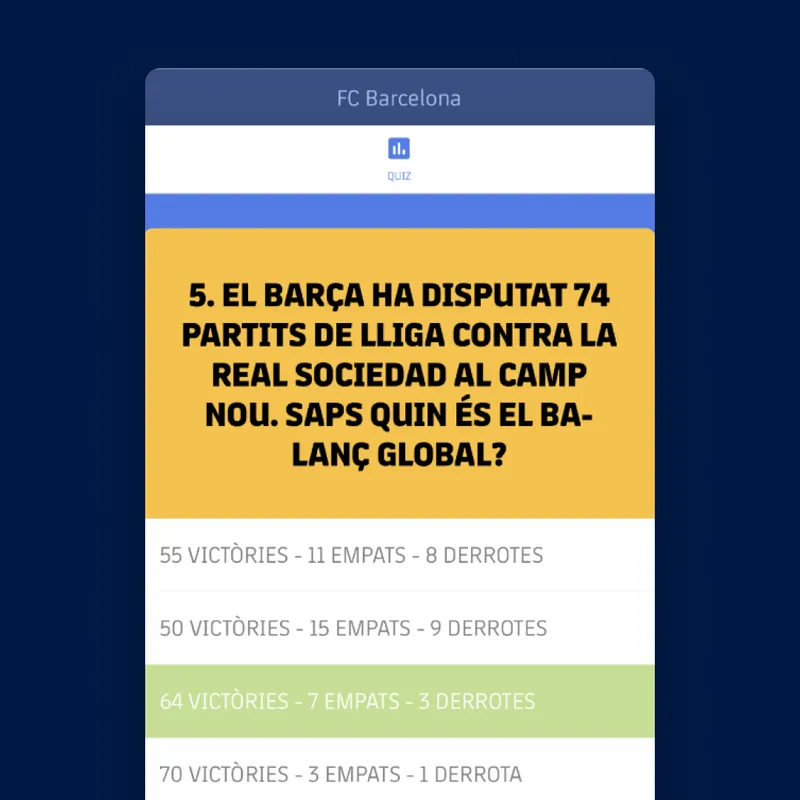 FC Barcelona
QUIZ
5. EL BARÇA HA DISPUTAT 74
PARTITS DE LLIGA CONTRA LA
REAL SOCIEDAD AL CAMP
NOU. SAPS QUIN ÉS EL BA-
LANÇ GLOBAL?
55 VICTÒRIES - 11 EMPATS - 8 DERROTES
50 VICTÒRIES - 15 EMPATS - 9 DERROTES
64 VICTÒRIES - 7 EMPATS - 3 DERROTES
70 VICTÒRIES - 3 EMPATS - 1 DERROTA